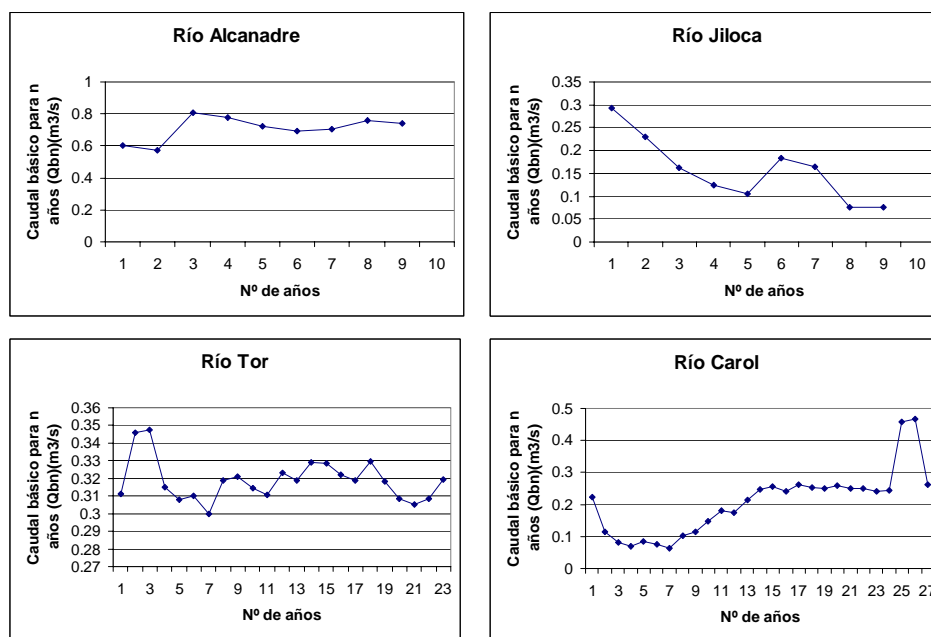 Río Alcanadre
Caudal básico para n
años (Qbn)(m3/s)
1
0.8
0.6
0.4
0.2
0
1 2 3 4 5 6 7 8 9 10
Nº de años
Río Jiloca
Caudal básico para n
años (Qbn)(m3/s)
0.35
0.3
0.25
0.2
0.15
0.1
0.05
0
1 2 3 4 5 6 7 8 9 10
Nº de años
Río Tor
Caudal básico para n
años (Qbn)(m3/s)
0.36
0.35
0.34
0.33
0.32
0.31
0.3
0.29
0.28
0.27
1 3 5 7 9 11 13 15 17 19 21 23
Nº de años
Río Carol
Caudal básico para n
años (Qbn)(m3/s)
0.5
0.4
0.3
0.2
0.1
0
1 3 5 7 9 11 13 15 17 19 21 23 25 27
Nº de años